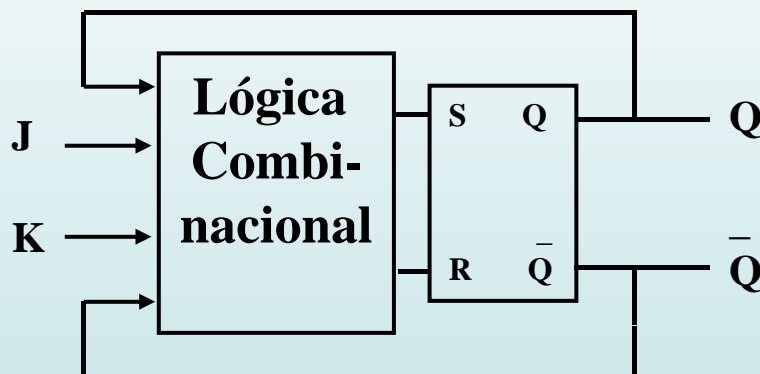 Lógica
Combi-
nacional
J
K
S Q
R Q̅
Q
Q̅